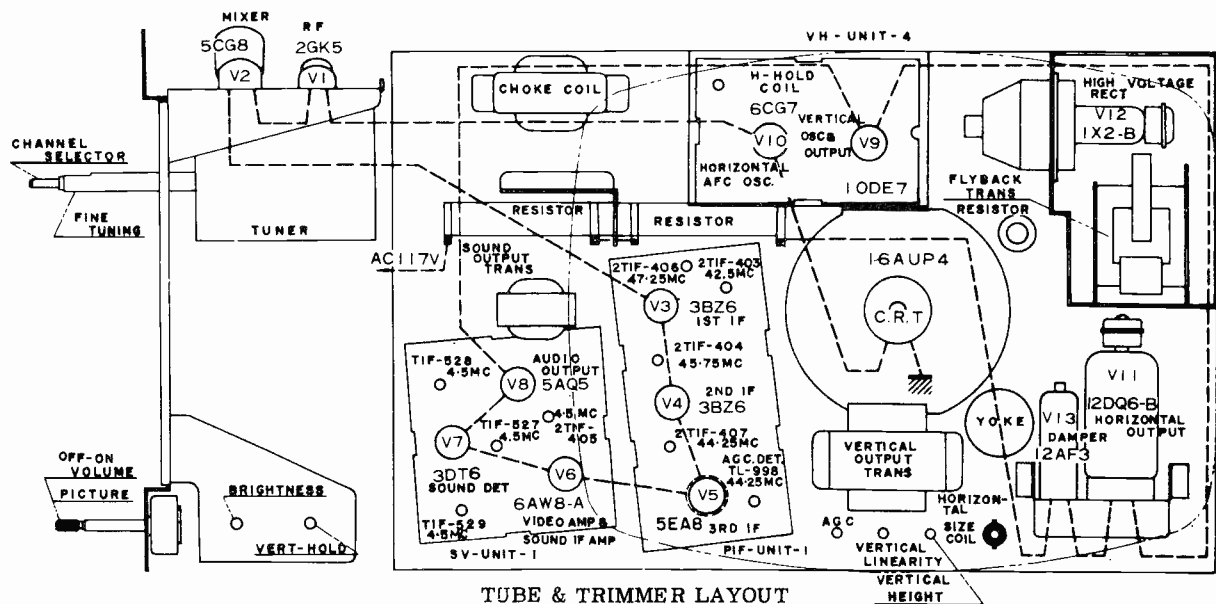 MIXER
5CG8
V2
RF
2GK5
V1
VH-UNIT-4
CHOKE COIL
H-HOLD
COIL
6CG7
V10
HORIZONTAL
AFC OSC.
VERTICAL
OSC&
OUTPUT
V9
10DE7
HIGH VOLTAGE
RECT
V12
1X2-B
CHANNEL
SELECTOR
FINE
TUNING
TUNER
FLYBACK
TRANS
RESISTOR
RESISTOR
RESISTOR
AC117V
SOUND
OUTPUT
TRANS
2TIF-406
47.25MC
2TIF-403
42.5MC
V3
3BZ6
1ST IF
16AUP4
C.R.T
2TIF-404
45.75MC
TIF-528
4.5MC
AUDIO
OUTPUT
V8
5AQ5
2ND IF
V4
3BZ6
V11
12DQ6-B
HORIZONTAL
OUTPUT
YOKE
V13
DAMPER
12AF3
4.5MC
2TIF-
405
TIF-527
4.5MC
2TIF-407
44.25MC
V7
3DT6
SOUND DET
V6
6AW8-A
VIDEO AMP &
SOUND IF AMP
AGC.DET.
TL-998
44.25MC
V5
5EA8
3RD IF
VERTICAL
OUTPUT
TRANS
OFF-ON
VOLUME
PICTURE
BRIGHTNESS
VERT-HOLD
TIF-529
4.5MC
SV-UNIT-1
PIF-UNIT-1
AGC
HORIZON-
TAL
SIZE
COIL
VERTICAL
LINEARITY
VERTICAL
HEIGHT
TUBE & TRIMMER LAYOUT